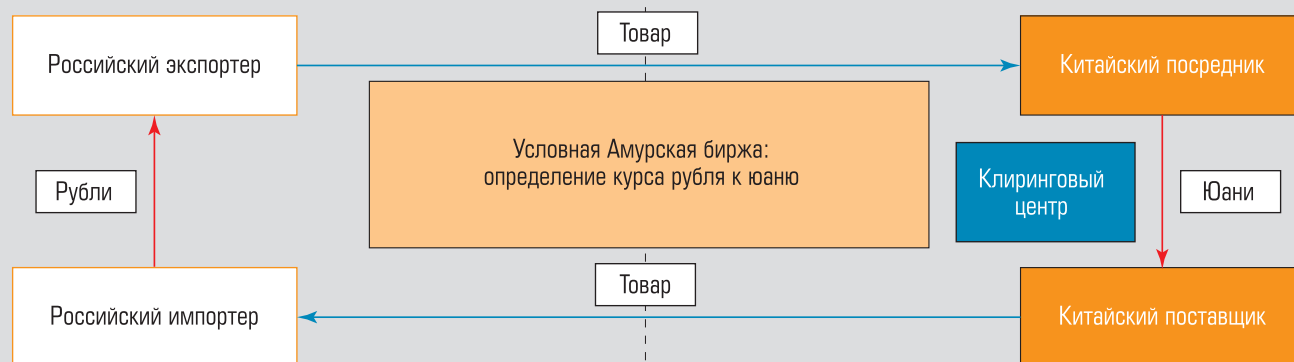 Товар
Российский экспортер
Китайский посредник
Условная Амурская биржа:
определение курса рубля к юаню
Клиринговый
центр
Рубли
Юани
Товар
Российский импортер
Китайский поставщик